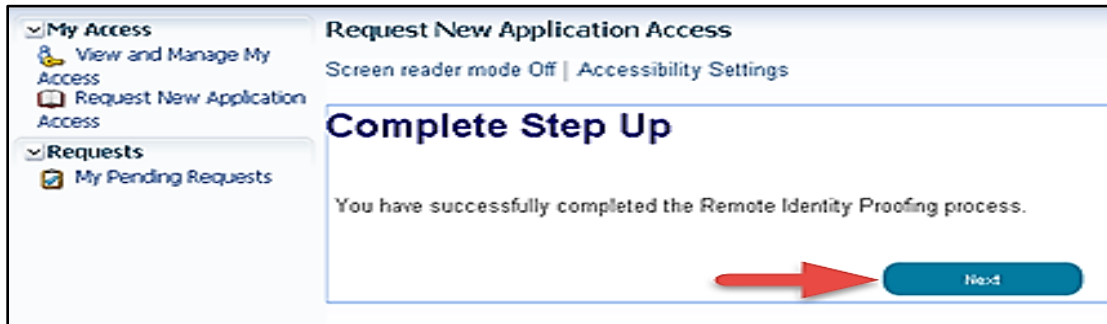 My Access
View and Manage My
Access
Request New Application
Access
Requests
My Pending Requests
Request New Application Access
Screen reader mode Off | Accessibility Settings
Complete Step Up
You have successfully completed the Remote Identity Proofing process.
Next